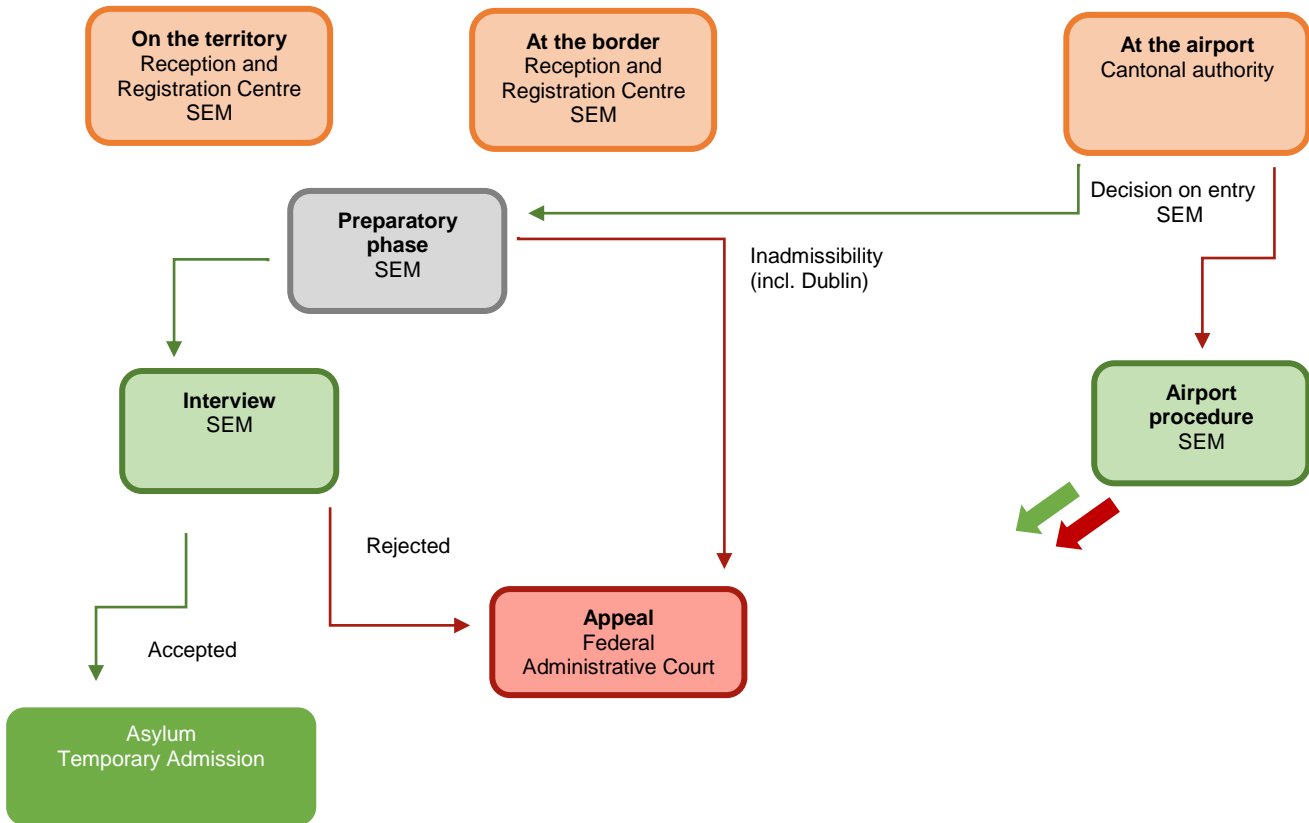 On the territory
Reception and
Registration Centre
SEM
At the border
Reception and
Registration Centre
SEM
At the airport
Cantonal authority
Decision on entry
SEM
Preparatory
phase
SEM
Inadmissibility
(incl. Dublin)
Interview
SEM
Airport
procedure
SEM
Rejected
Appeal
Federal
Administrative Court
Accepted
Asylum
Temporary Admission